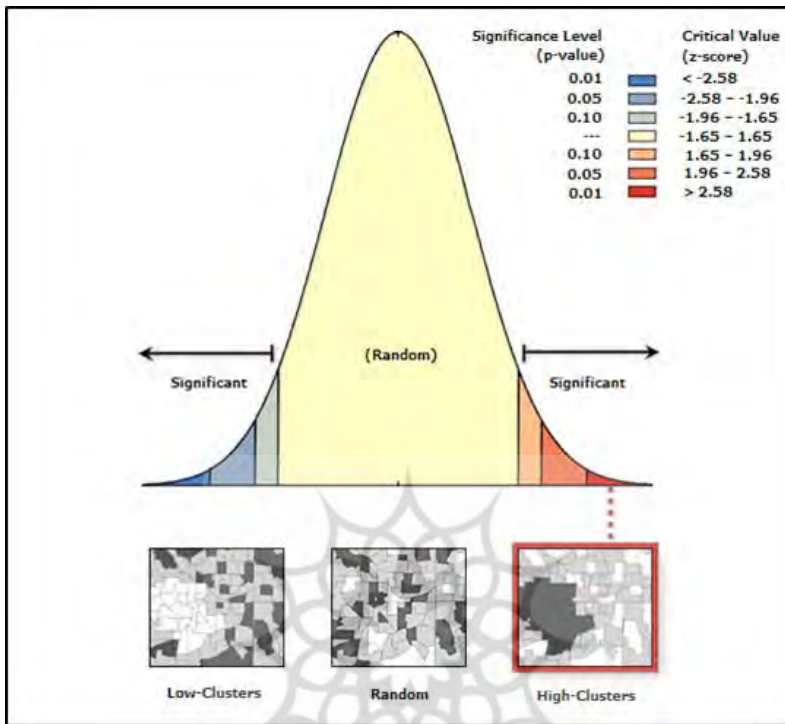 Significance Level Critical Value
(p-value) (z-score)
0.01 < -2.58
0.05 -2.58 – -1.96
0.10 -1.96 – -1.65
--- -1.65 – 1.65
0.10 1.65 – 1.96
0.05 1.96 – 2.58
0.01 > 2.58
(Random)
Significant Significant
Low-Clusters Random High-Clusters